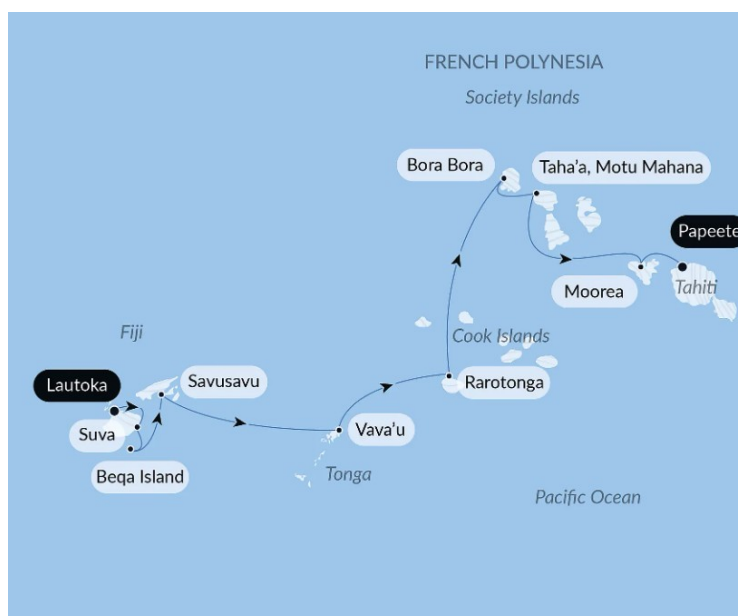 FRENCH POLYNESIA
Society Islands
Bora Bora
Taha'a, Motu Mahana
Papeete
Moorea
Tahiti
Fiji
Cook Islands
Lautoka
Savusavu
Rarotonga
Suva
Vava'u
Beqa Island
Tonga
Pacific Ocean